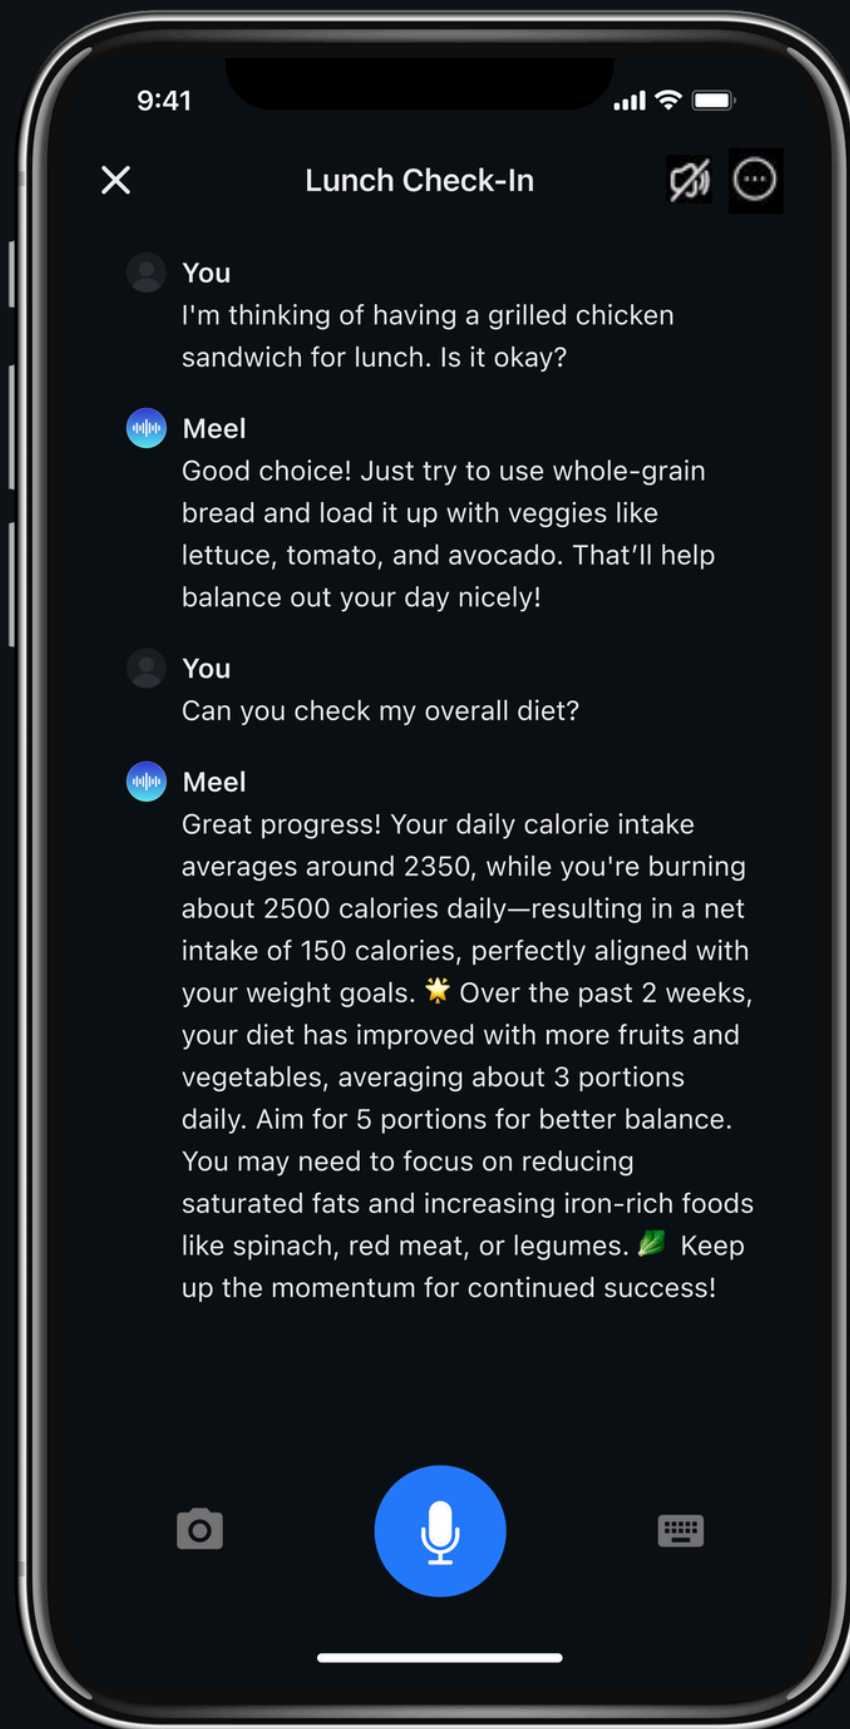 9:41
Lunch Check-In
You
I'm thinking of having a grilled chicken
sandwich for lunch. Is it okay?
Meel
Good choice! Just try to use whole-grain
bread and load it up with veggies like
lettuce, tomato, and avocado. That’ll help
balance out your day nicely!
You
Can you check my overall diet?
Meel
Great progress! Your daily calorie intake
averages around 2350, while you're burning
about 2500 calories daily—resulting in a net
intake of 150 calories, perfectly aligned with
your weight goals. 🌟 Over the past 2 weeks,
your diet has improved with more fruits and
vegetables, averaging about 3 portions
daily. Aim for 5 portions for better balance.
You may need to focus on reducing
saturated fats and increasing iron-rich foods
like spinach, red meat, or legumes. 🥬 Keep
up the momentum for continued success!